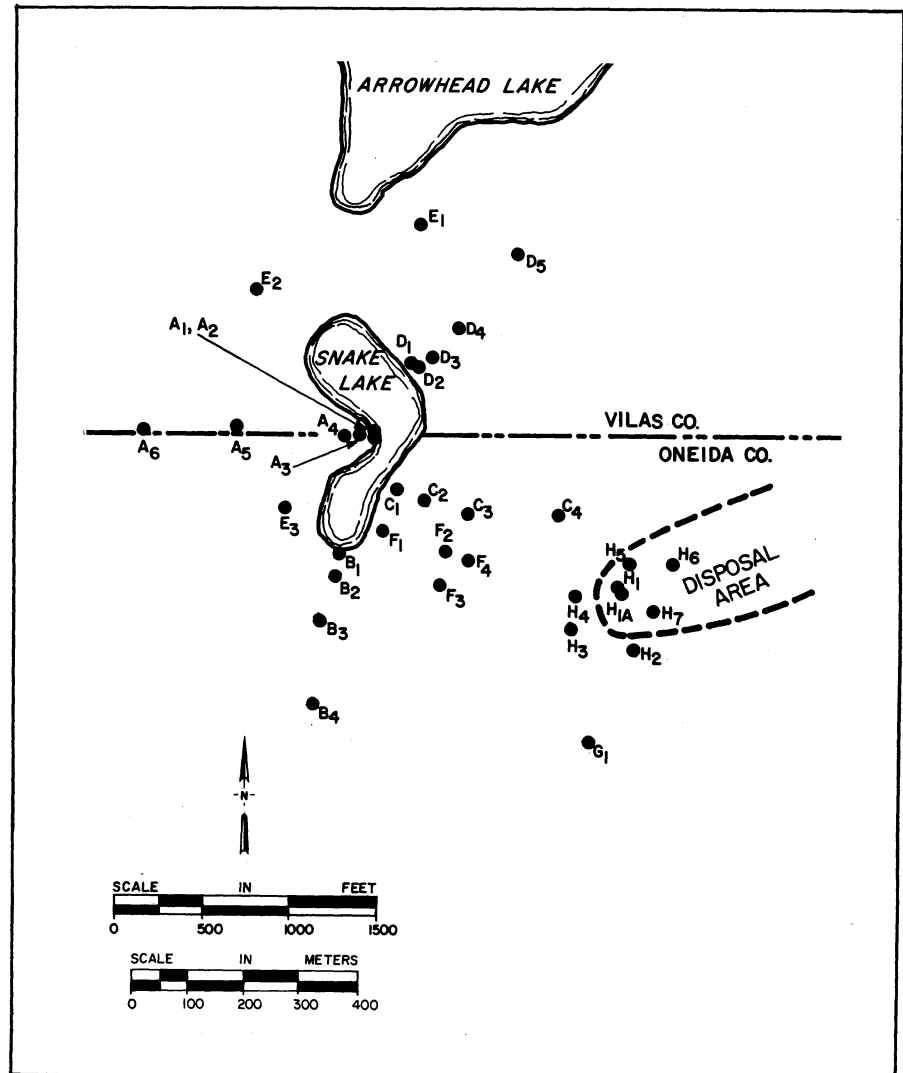 ARROWHEAD LAKE
E1
D5
E2
A1, A2
D4
D1
D3
SNAKE
D2
LAKE
VILAS CO.
A4
A6
A5
ONEIDA CO.
A3
C1
C2
C3
C4
E3
F1
F2
H5
H6
B1
F4
DISPOSAL
AREA
B2
H1
F3
H4
H1A
H7
B3
H3
H2
B4
G1
-N-
SCALE IN FEET
0 500 1000 1500
SCALE IN METERS
0 100 200 300 400